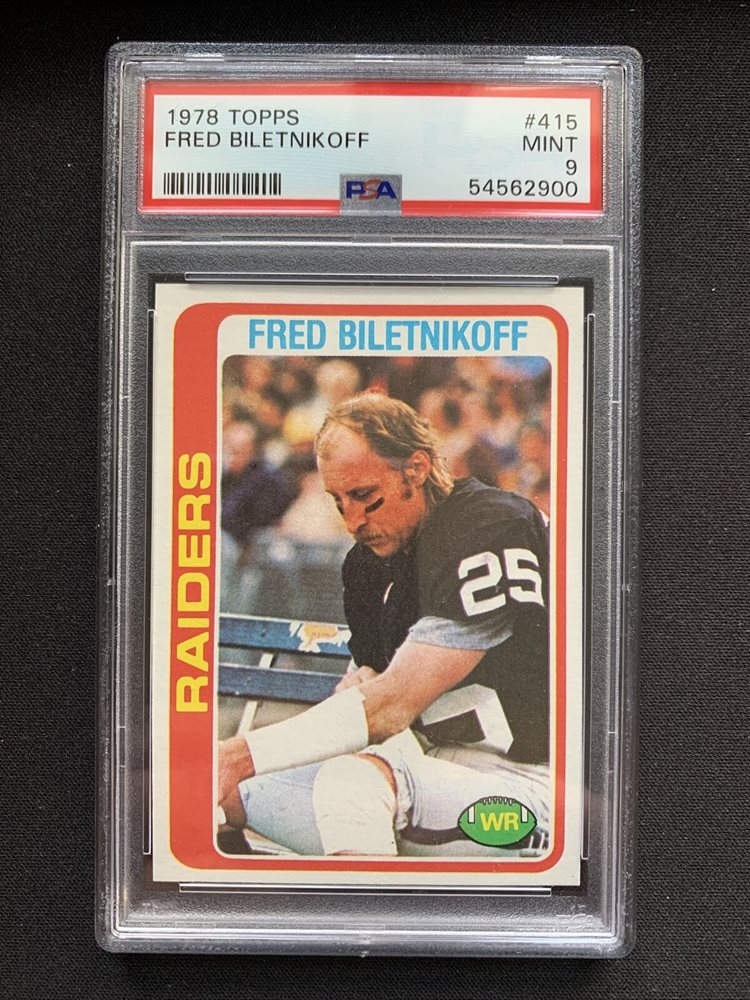 1978 TOPPS #415
FRED BILETNIKOFF MINT
9
PSA 54562900
FRED BILETNIKOFF
RAIDERS
25
WR